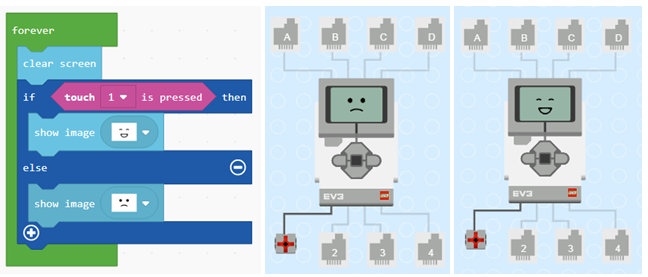 forever
clear screen
if touch 1 is pressed then
show image
else
show image
A B C D
EV3
2 3 4
A B C D
EV3
2 3 4